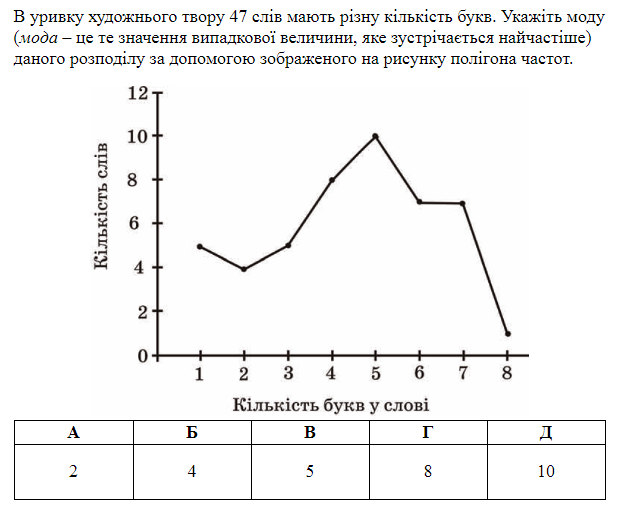 В уривку художнього твору 47 слів мають різну кількість букв. Укажіть моду
(мода – це те значення випадкової величини, яке зустрічається найчастіше)
даного розподілу за допомогою зображеного на рисунку полігона частот.
Кількість слів
12
10
8
6
4
2
0
1 2 3 4 5 6 7 8
Кількість букв у слові
А Б В Г Д
2 4 5 8 10